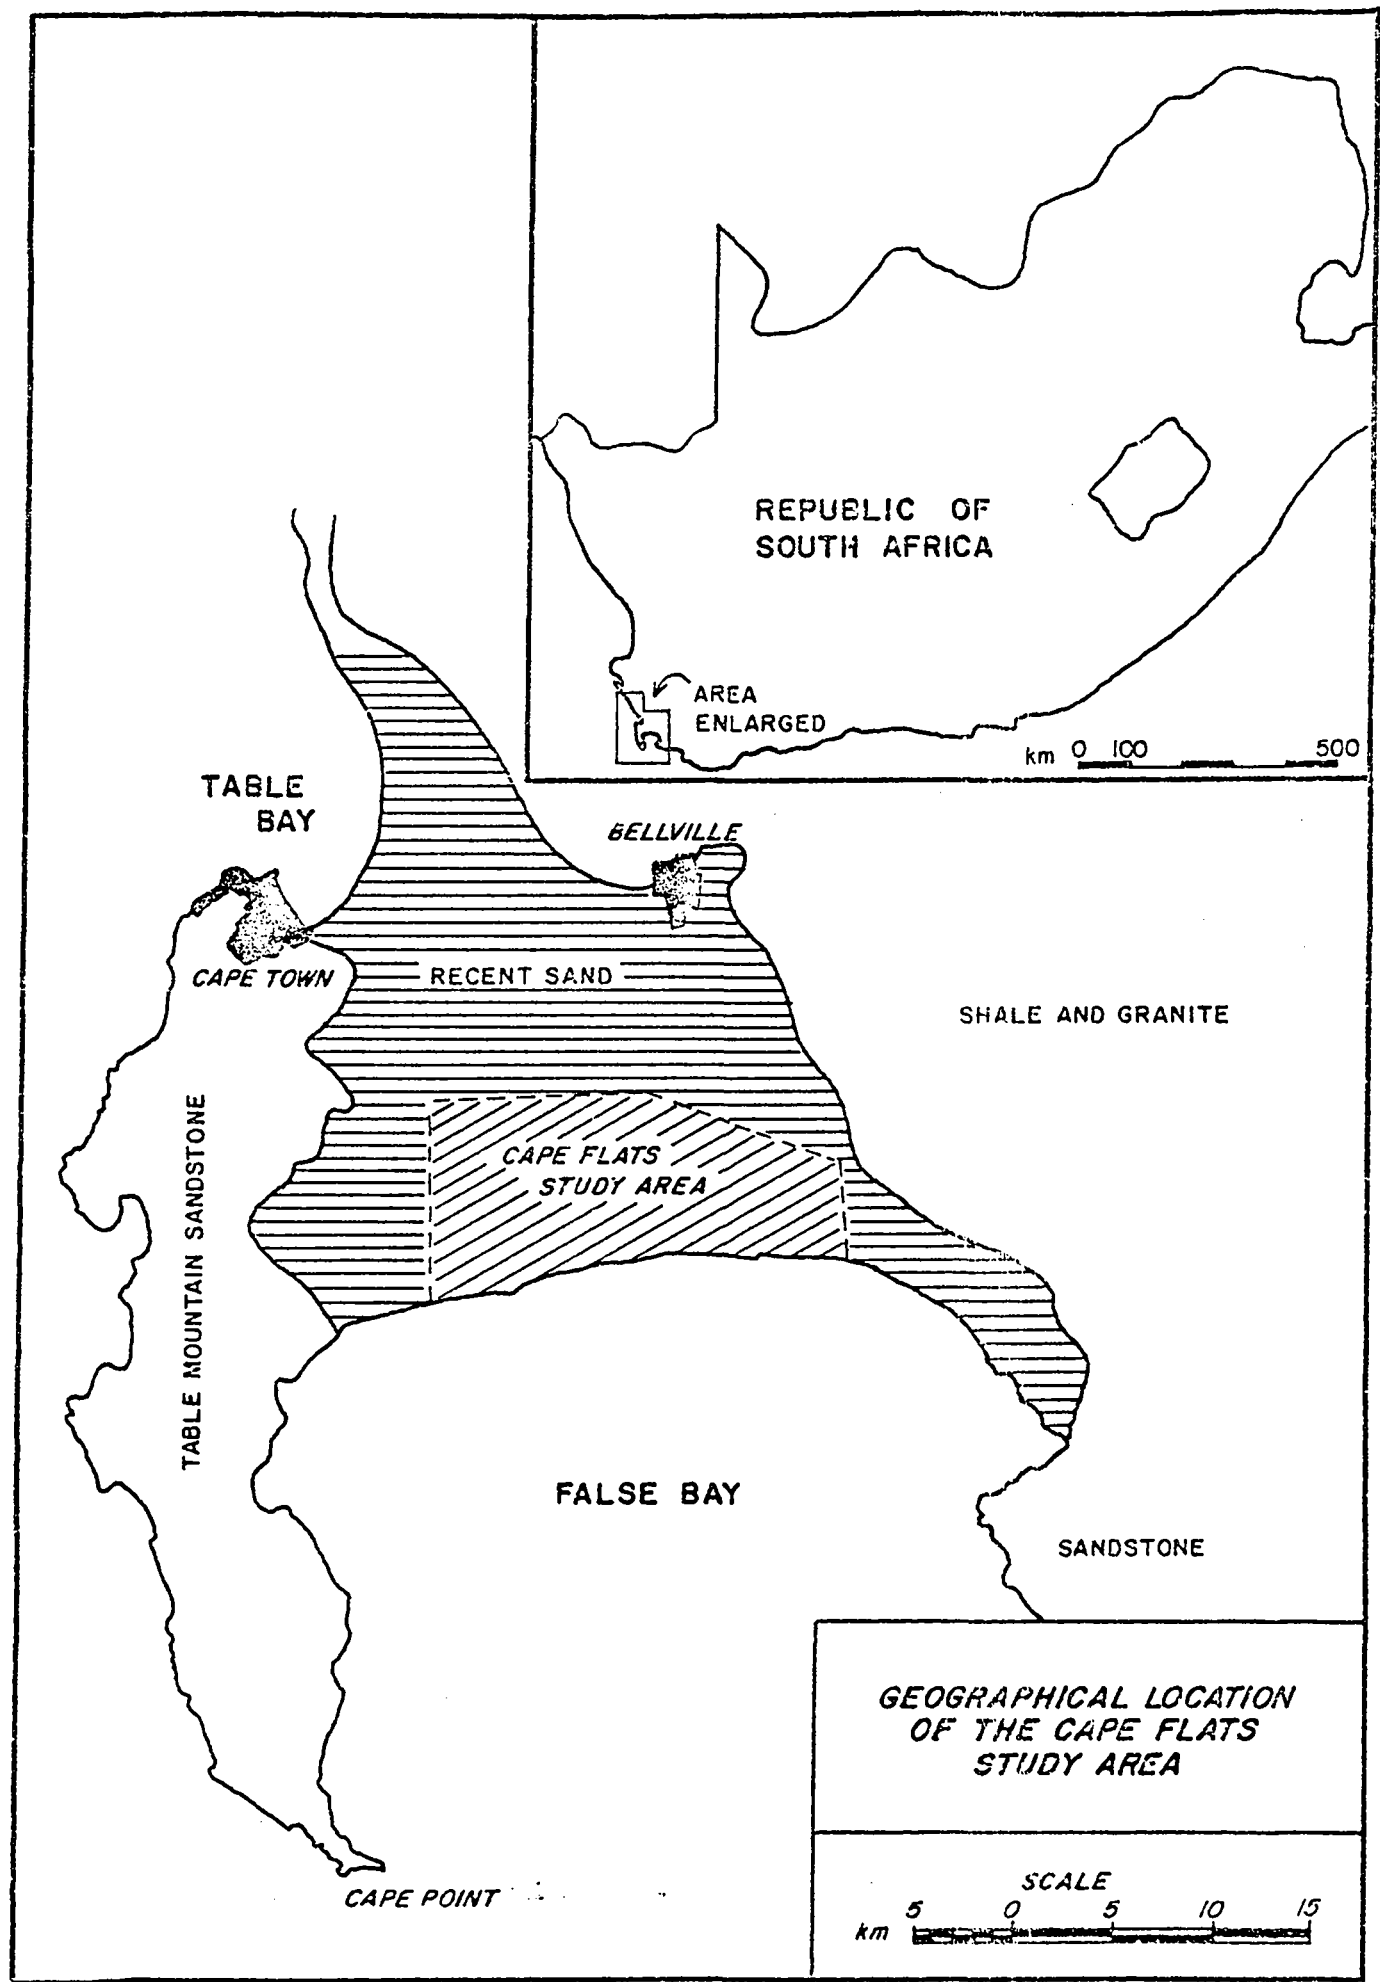 REPUBLIC OF
SOUTH AFRICA
AREA
ENLARGED
km 0 100 500
TABLE
BAY
BELLVILLE
CAPE TOWN
RECENT SAND
SHALE AND GRANITE
TABLE MOUNTAIN SANDSTONE
CAPE FLATS
STUDY AREA
FALSE BAY
SANDSTONE
GEOGRAPHICAL LOCATION
OF THE CAPE FLATS
STUDY AREA
CAPE POINT
SCALE
km 5 0 5 10 15